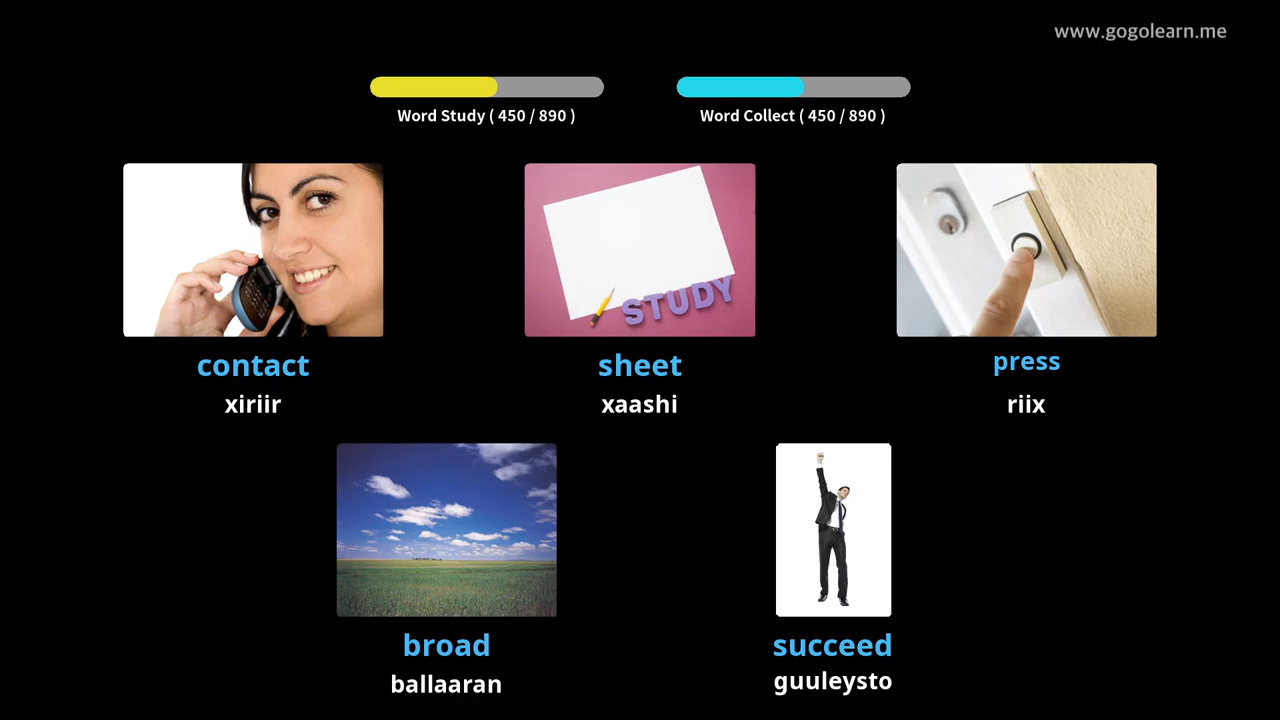 www.gogolearn.me
Word Study ( 450 / 890 )
Word Collect ( 450 / 890 )
STUDY
contact
sheet
press
xiriir
xaashi
riix
broad
succeed
ballaaran
guuleysto